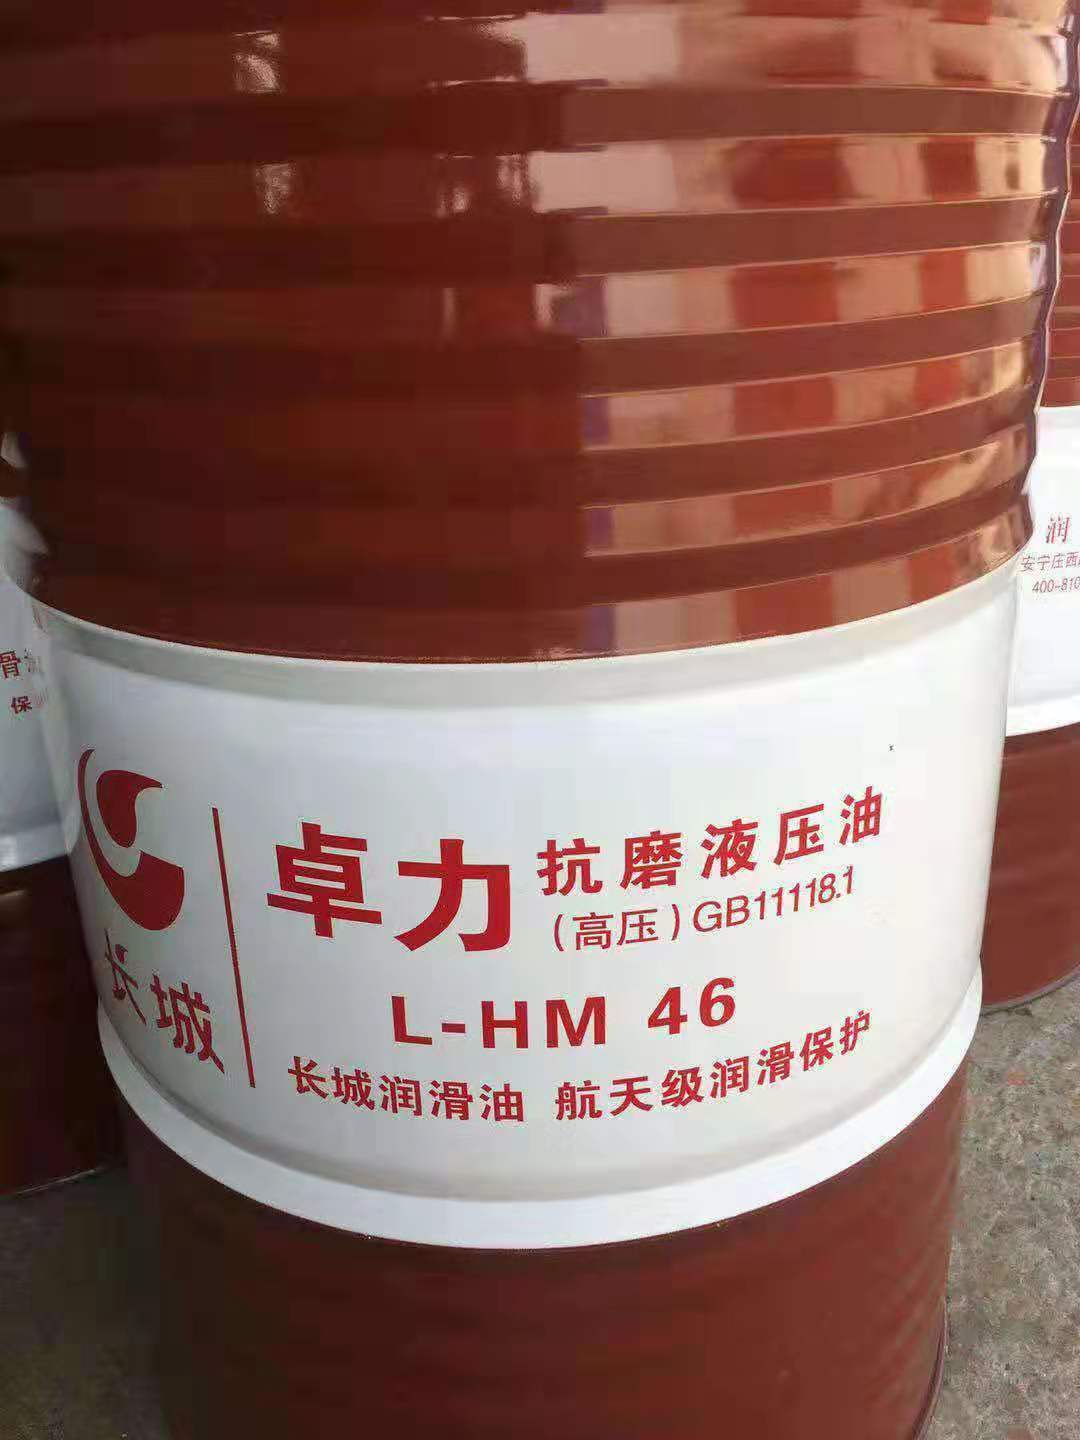 长城
卓力
抗磨液压油
(高压) GB11118.1
L-HM 46
长城润滑油 航天级润滑保护
润
安宁庄西
400-810
滑
保